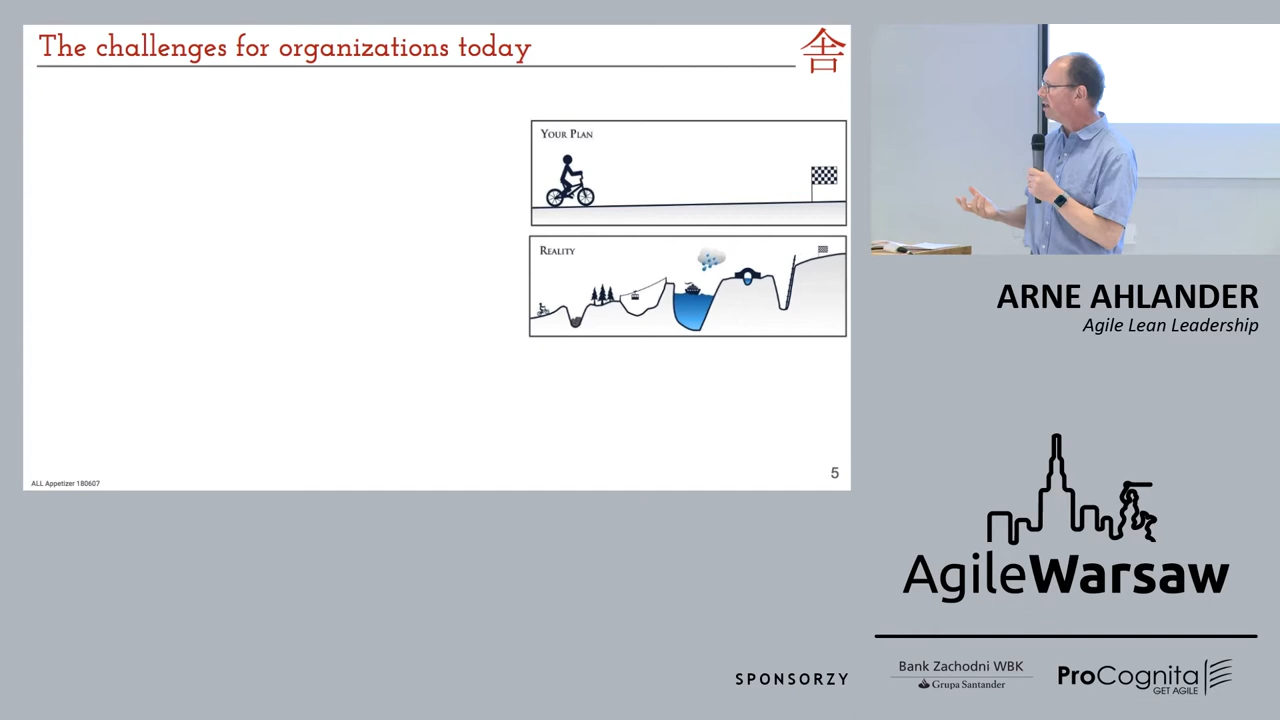 The challenges for organizations today
舎
YOUR PLAN
REALITY
ALL Appetizer 180607
5
ARNE AHLANDER
Agile Lean Leadership
AgileWarsaw
SPONSORZY
Bank Zachodni WBK
Grupa Santander
ProCognita
GET AGILE